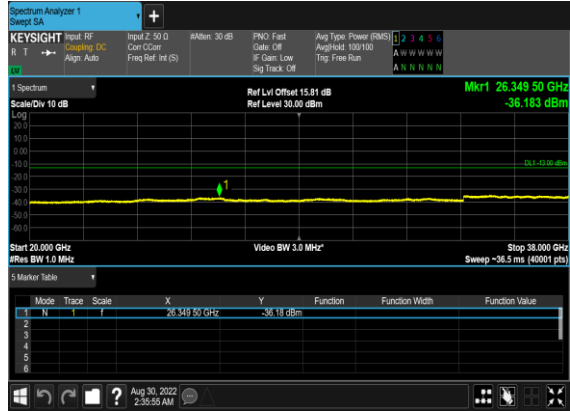 Spectrum Analyzer 1
Swept SA
+
KEYSIGHT Input: RF Input Z: 50 Ω #Atten: 30 dB PNO: Fast Avg Type: Power (RMS) 1 2 3 4 5 6
R T Coupling: DC Corr CCorr Gate: Off Avg|Hold: 100/100 A W W W W W
Align: Auto Freq Ref: Int (S) IF Gain: Low Trig: Free Run
LV Sig Track: Off A N N N N N
1 Spectrum Ref Lvl Offset 15.81 dB Mkr1 26.349 50 GHz
Scale/Div 10 dB Ref Level 30.00 dBm -36.183 dBm
Log
20.0
10.0
0.00
-10.0 DL1 -13.00 dBm
-20.0
-30.0 1
-40.0
-50.0
-60.0
Start 20.000 GHz Video BW 3.0 MHz* Stop 38.000 GHz
#Res BW 1.0 MHz Sweep ~36.5 ms (40001 pts)
5 Marker Table
Mode Trace Scale X Y Function Function Width Function Value
1 N 1 f 26.349 50 GHz -36.18 dBm
2
3
4
5
6
? Aug 30, 2022
2:35:55 AM